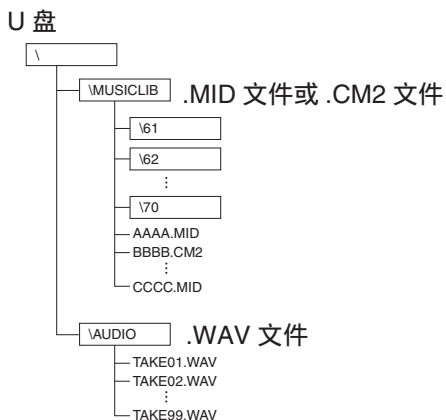 U 盘
\
\MUSICLIB .MID 文件或 .CM2 文件
\61
\62
⋮
\70
AAAA.MID
BBBB.CM2
⋮
CCCC.MID
\AUDIO .WAV 文件
TAKE01.WAV
TAKE02.WAV
⋮
TAKE99.WAV